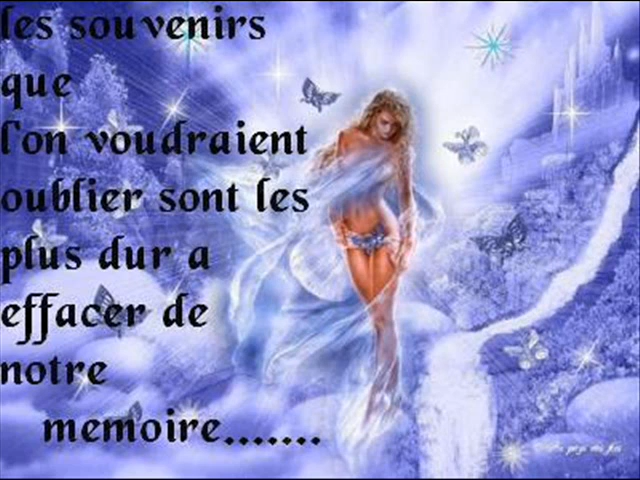 les souvenirs
que
l'on voudraient
oublier sont les
plus dur a
effacer de
notre
memoire.......